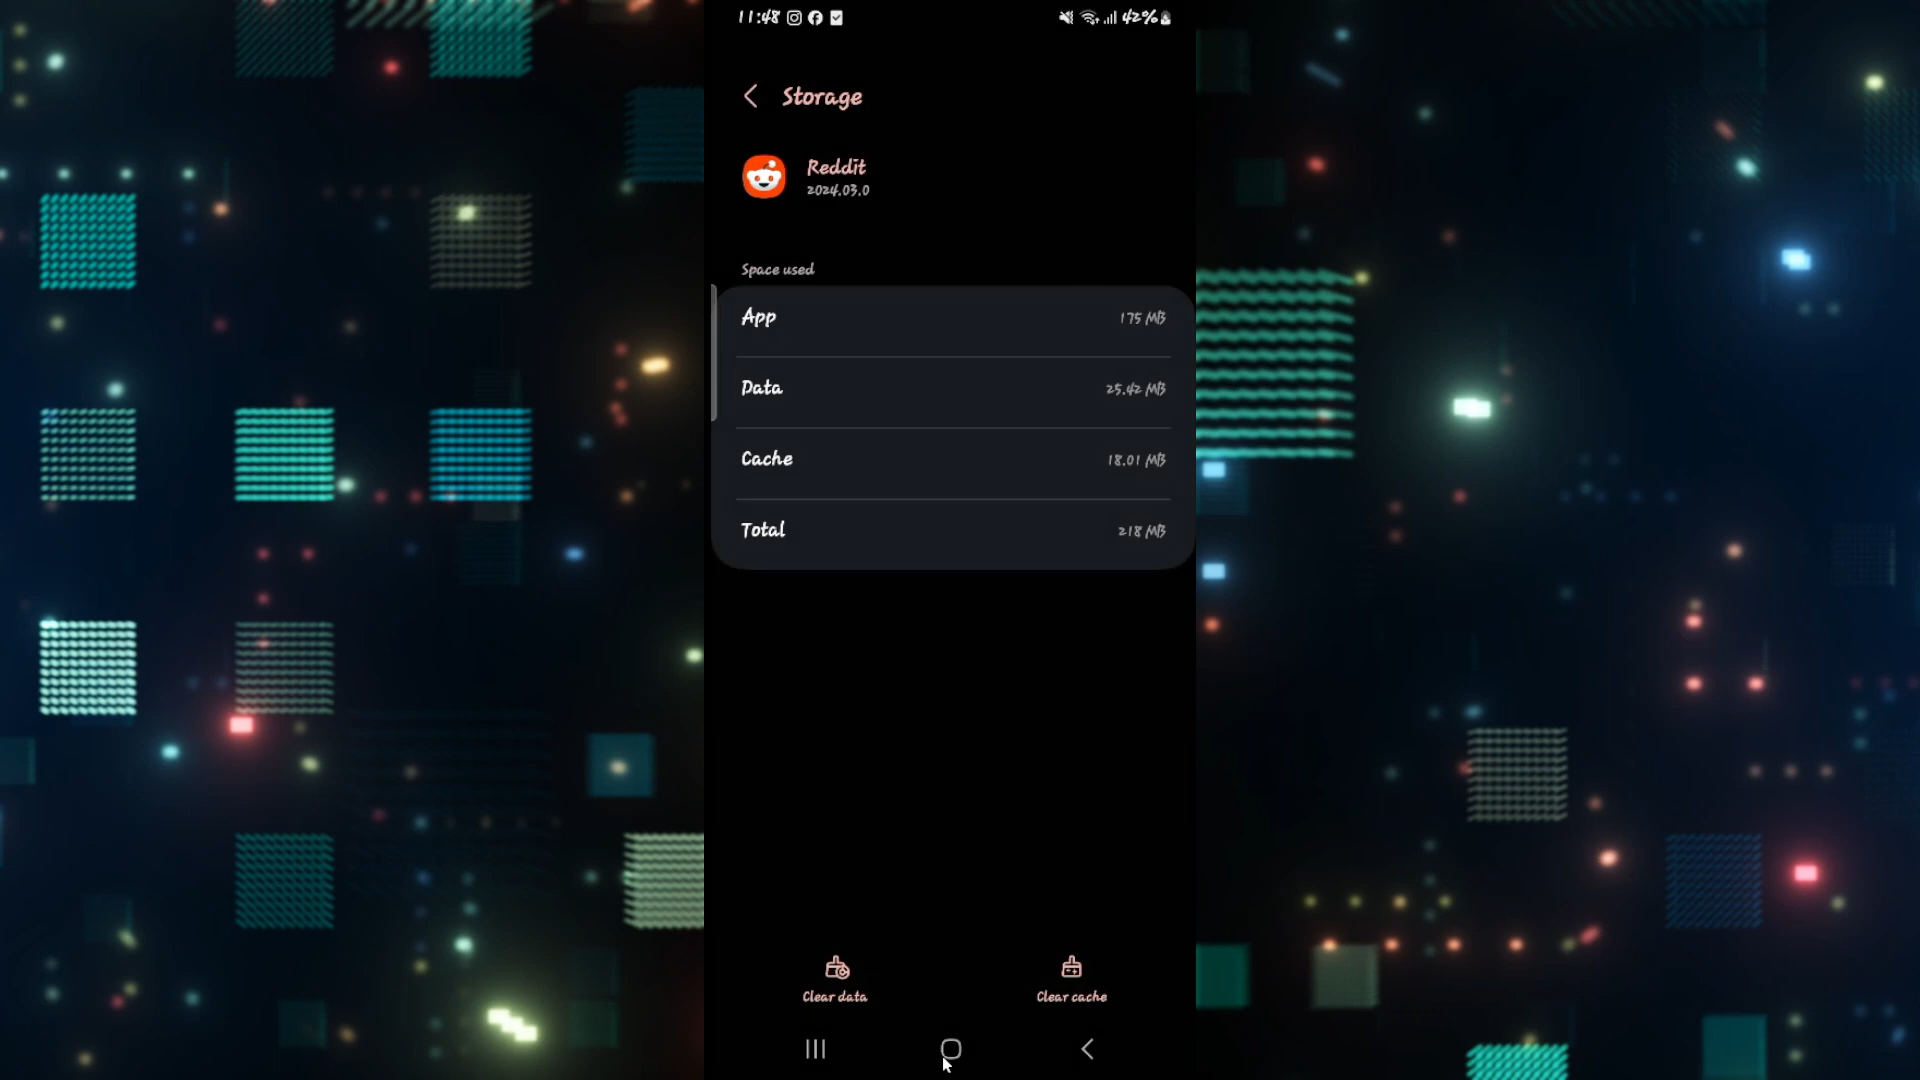 11:48
42%
Storage
Reddit
2024.03.0
Space used
App 175 MB
Data 25.42 MB
Cache 18.01 MB
Total 218 MB
Clear data
Clear cache